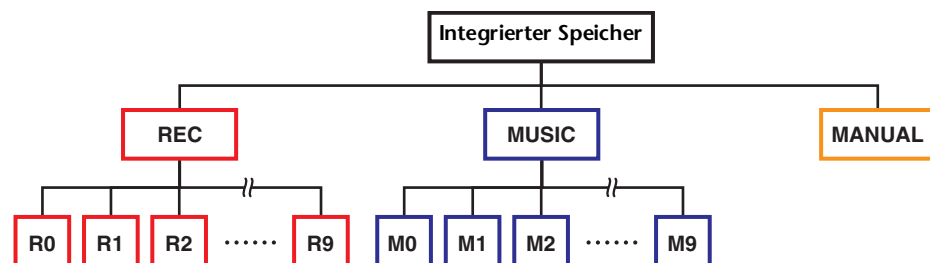 Integrierter Speicher
REC MUSIC MANUAL
R0 R1 R2 ...... R9 M0 M1 M2 ...... M9